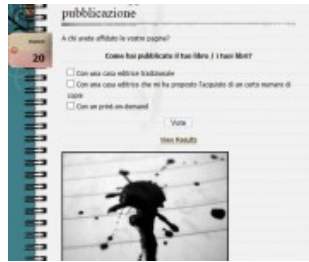 pubblicazione
A chi avete affidato le vostre pagine?
Come hai pubblicato il tuo libro / i tuoi libri?
Con una casa editrice tradizionale
Con una casa editrice che mi ha proposto l'acquisto di un certo numero di
copie
Con un print-on-demand
Vote
View Results
20